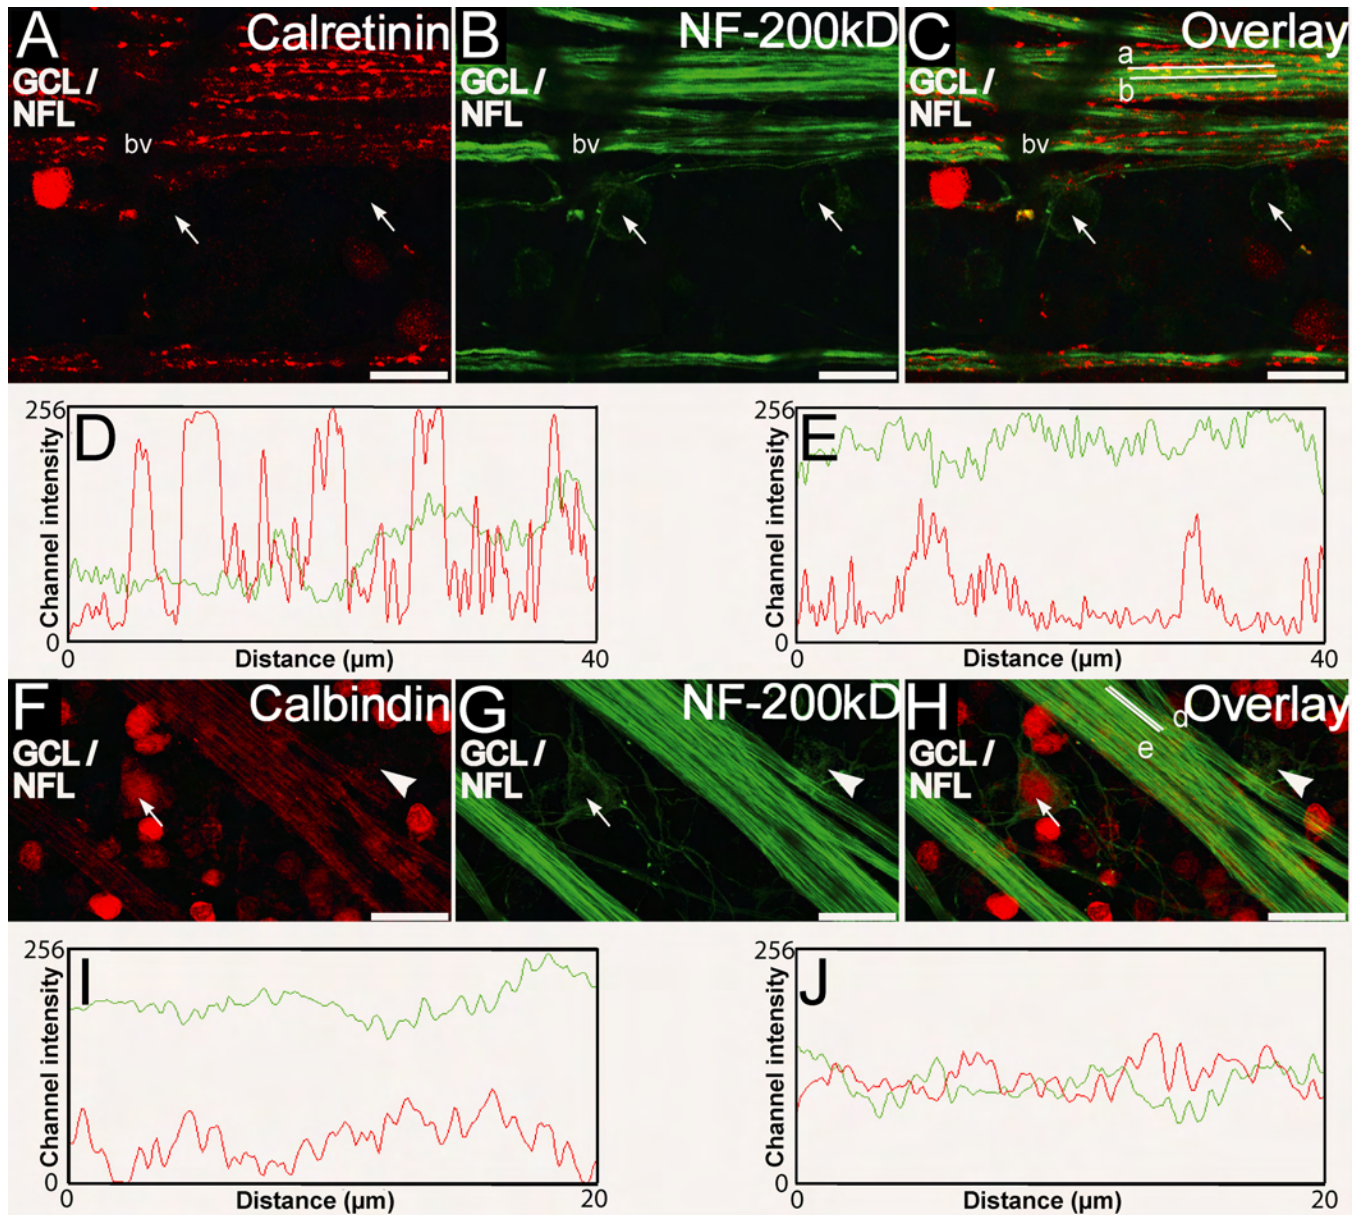 A Calretinin
GCL /
NFL
bv
B NF-200kD
GCL /
NFL
bv
C Overlay
GCL /
NFL
a
b
bv
D
256
Channel intensity
0
0 Distance (µm) 40
E
256
Channel intensity
0
0 Distance (µm) 40
F Calbindin
GCL /
NFL
G NF-200kD
GCL /
NFL
H Overlay
GCL /
NFL
d
e
I
256
Channel intensity
0
0 Distance (µm) 20
J
256
Channel intensity
0
0 Distance (µm) 20